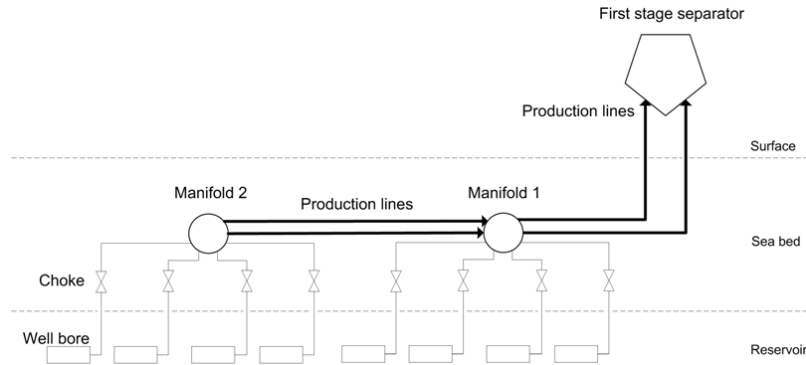 First stage separator
Production lines
Surface
Manifold 2
Production lines
Manifold 1
Sea bed
Choke
Well bore
Reservoir